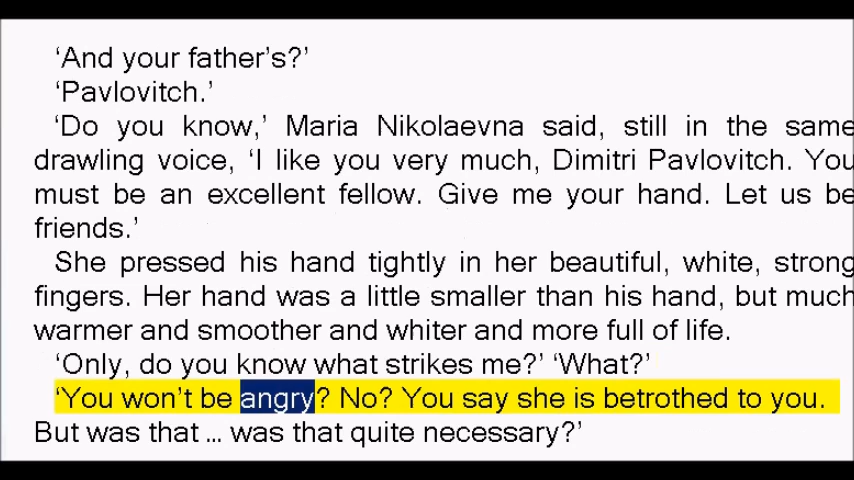 ‘And your father’s?’
‘Pavlovitch.’
‘Do you know,’ Maria Nikolaevna said, still in the same
drawling voice, ‘I like you very much, Dimitri Pavlovitch. You
must be an excellent fellow. Give me your hand. Let us be
friends.’
She pressed his hand tightly in her beautiful, white, strong
fingers. Her hand was a little smaller than his hand, but much
warmer and smoother and whiter and more full of life.
‘Only, do you know what strikes me?’ ‘What?’
‘You won’t be angry? No? You say she is betrothed to you.
But was that ... was that quite necessary?’